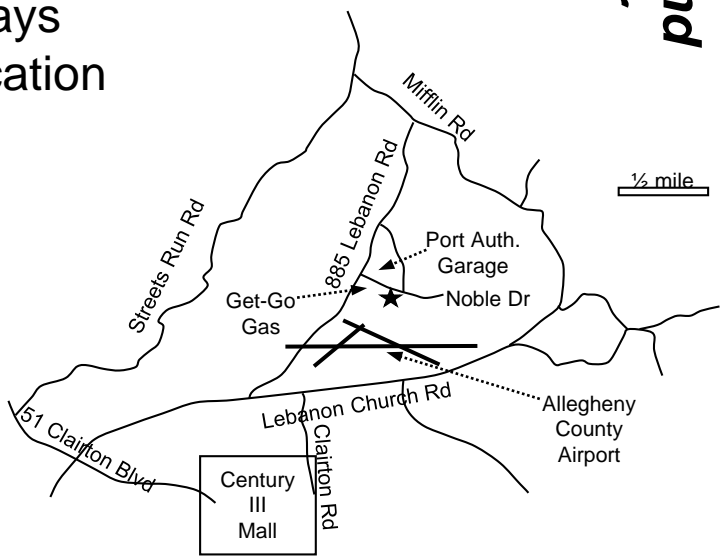 ays
cation
pu
Mifflin Rd
½ mile
885 Lebanon Rd
Streets Run Rd
Port Auth.
Garage
Get-Go
Gas
Noble Dr
Lebanon Church Rd
Allegheny
County
Airport
51 Clairton Blvd
Clairton Rd
Century
III
Mall